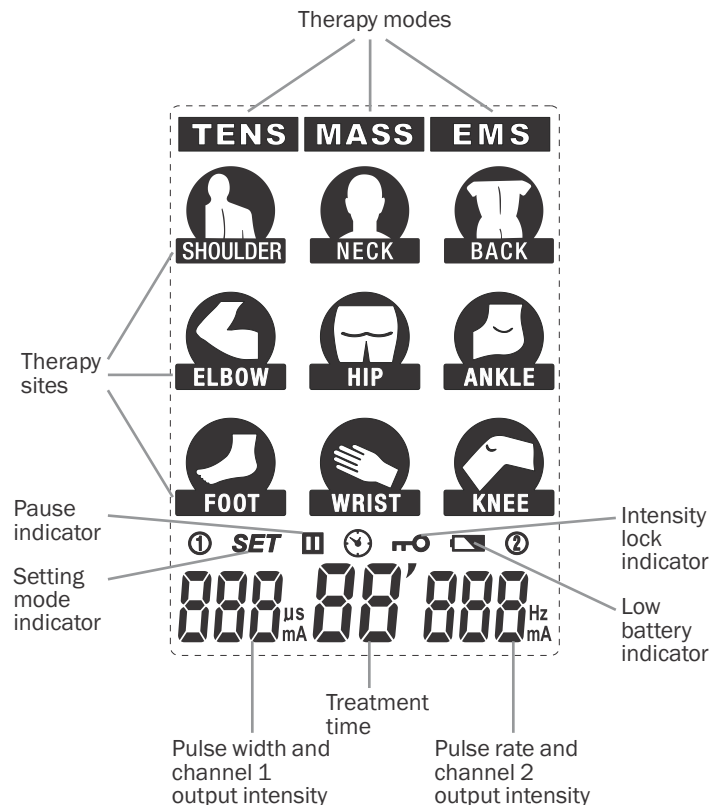 Therapy modes
TENS MASS EMS
SHOULDER NECK BACK
ELBOW HIP ANKLE
Therapy
sites
FOOT WRIST KNEE
Pause
indicator
Intensity
lock
indicator
① SET ②
Setting
mode
indicator
888 µs mA 88’ 888 Hz mA
Low
battery
indicator
Treatment
time
Pulse width and
channel 1
output intensity
Pulse rate and
channel 2
output intensity